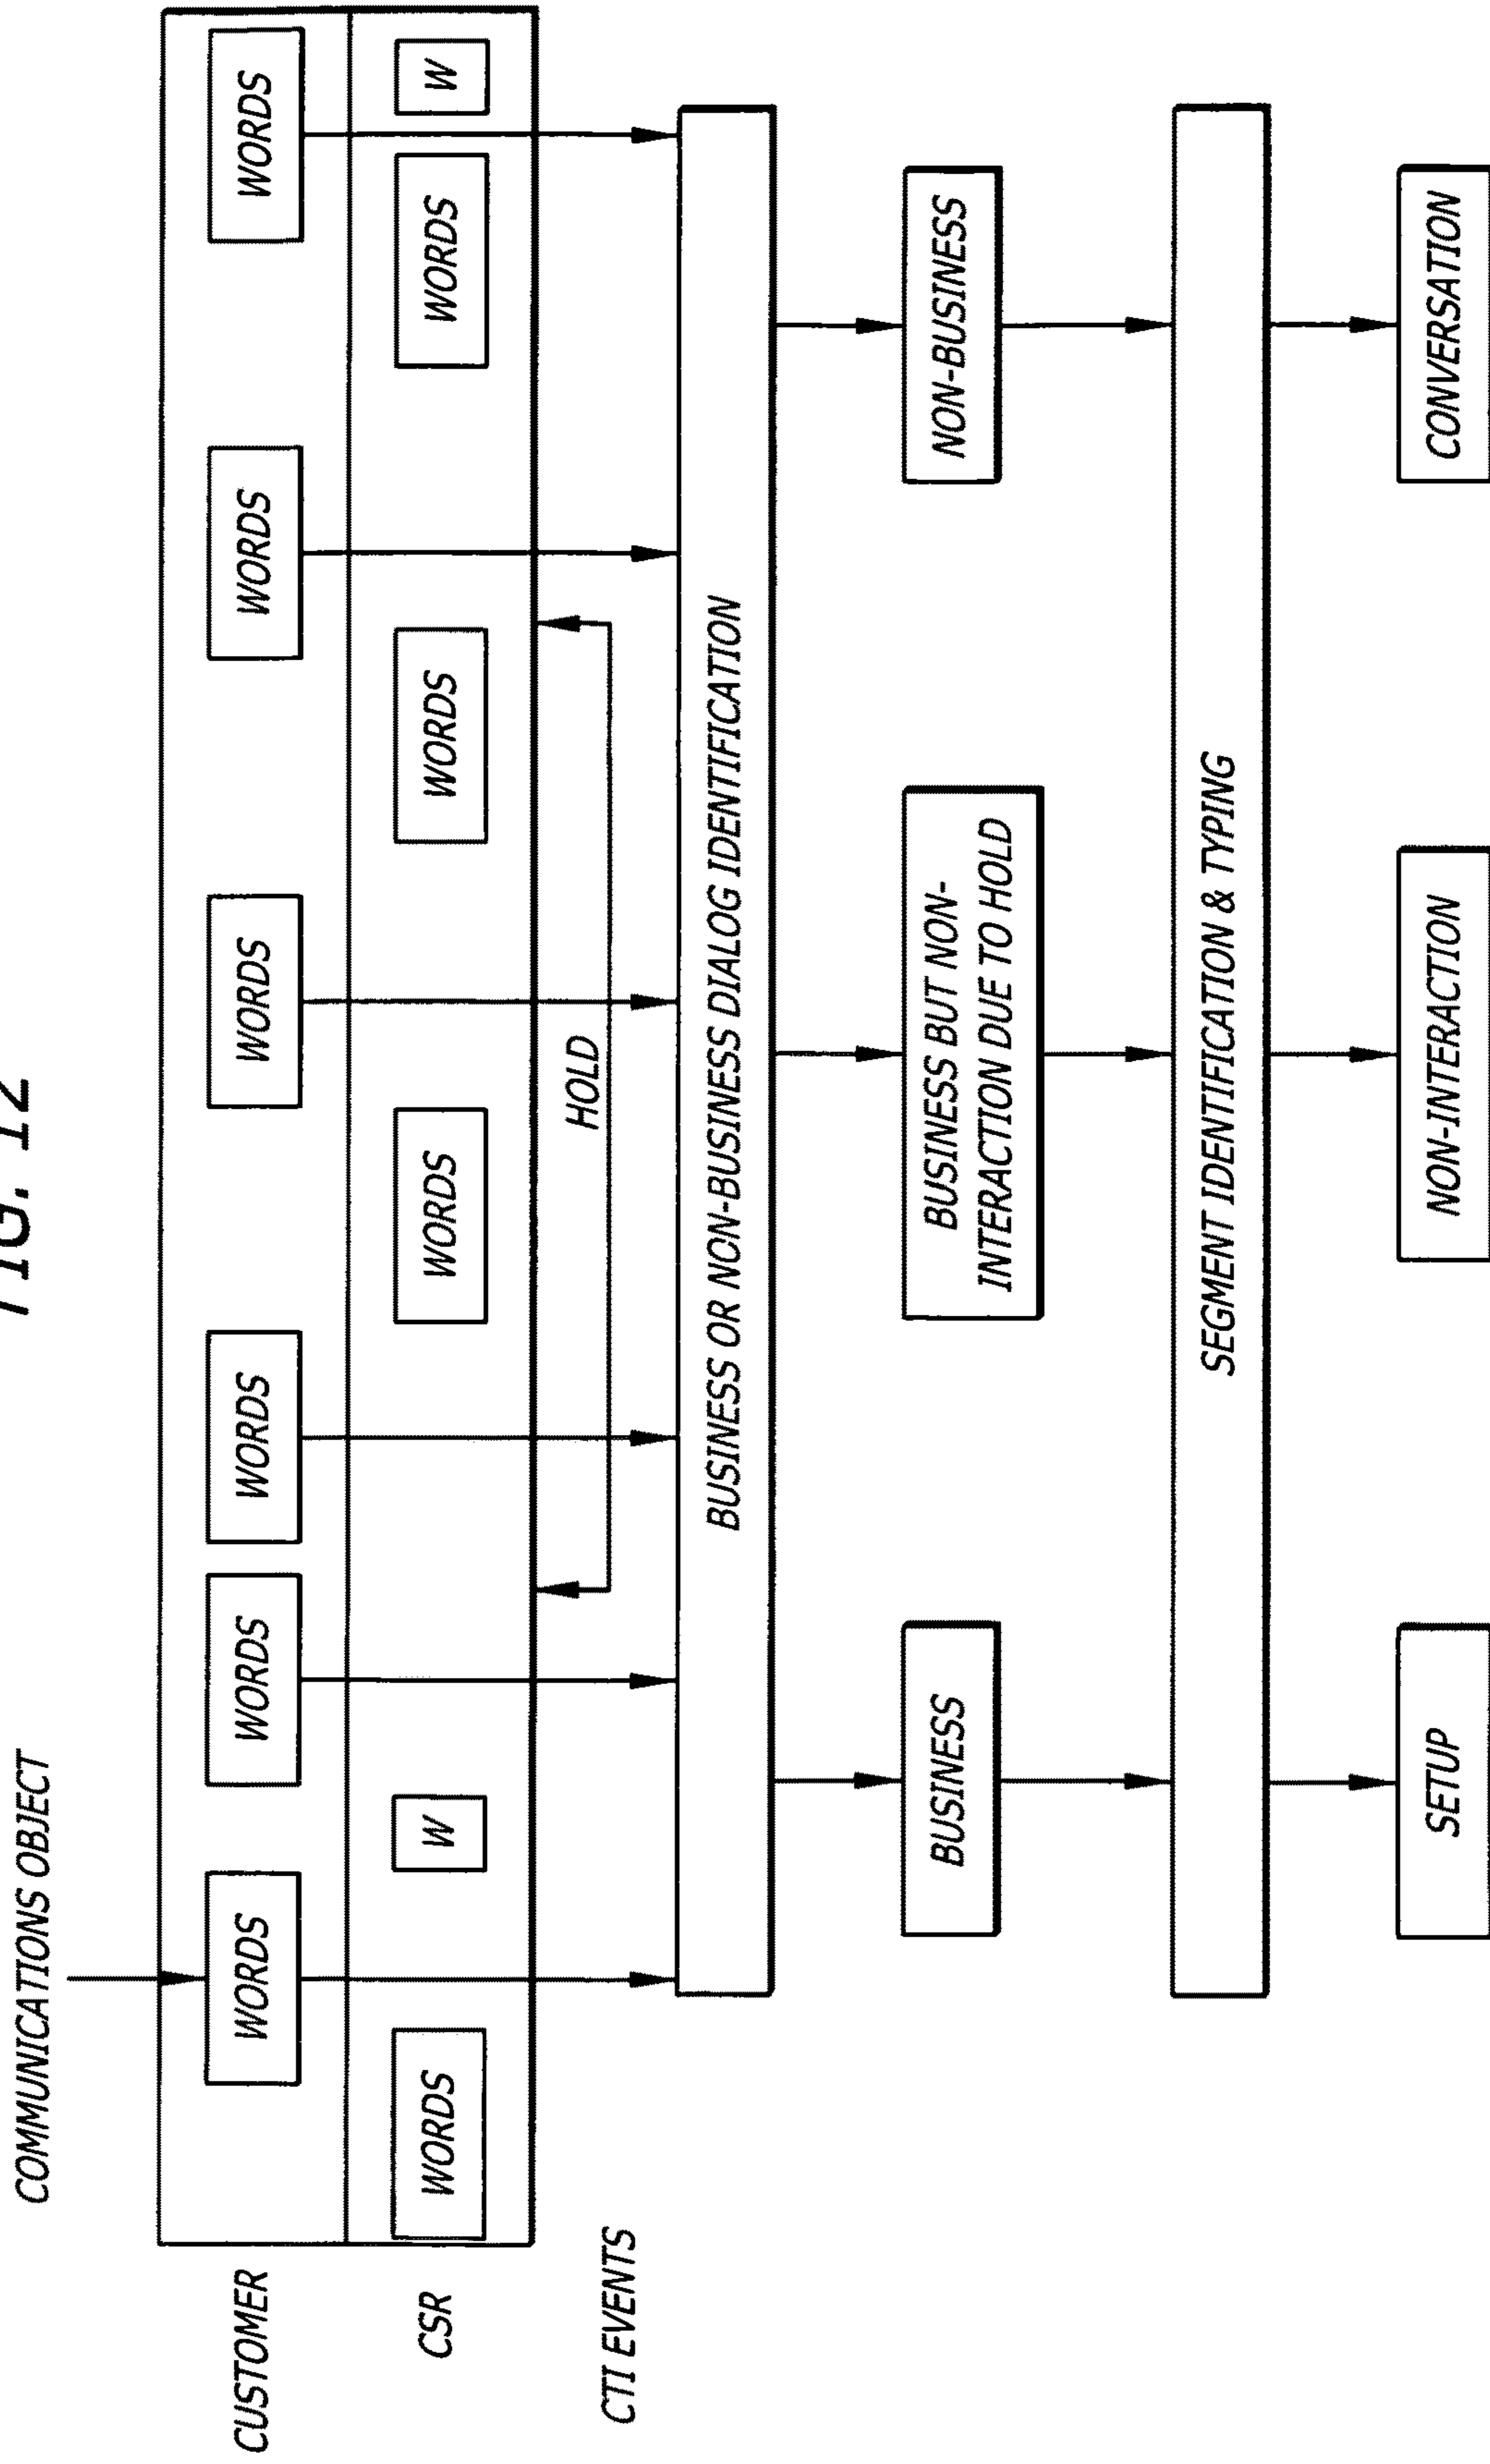 FIG. 12
COMMUNICATIONS OBJECT
CUSTOMER
WORDS
WORDS
WORDS
WORDS
WORDS
WORDS
CSR
WORDS
W
WORDS
WORDS
WORDS
W
CTI EVENTS
HOLD
BUSINESS OR NON-BUSINESS DIALOG IDENTIFICATION
BUSINESS
BUSINESS BUT NON-
INTERACTION DUE TO HOLD
NON-BUSINESS
SEGMENT IDENTIFICATION & TYPING
SETUP
NON-INTERACTION
CONVERSATION